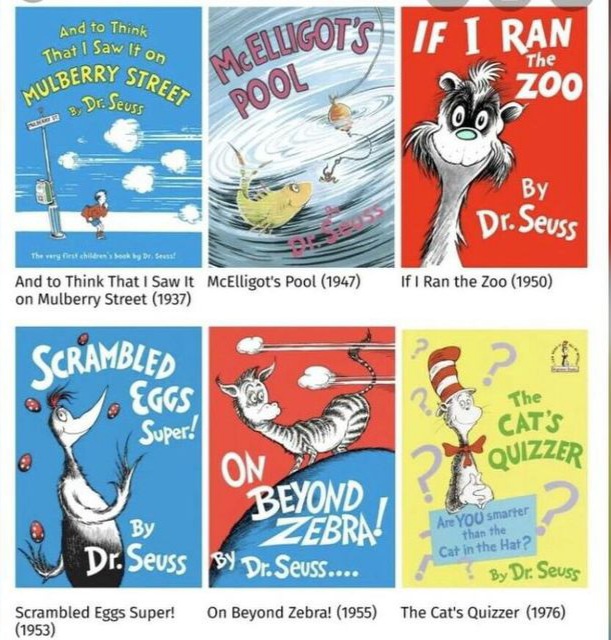 And to Think
That I Saw It on
MULBERRY STREET
By Dr. Seuss
The very first children's book by Dr. Seuss!
McELLIGOT'S
POOL
Dr. Seuss
IF I RAN
The
ZOO
By
Dr. Seuss
And to Think That I Saw It
on Mulberry Street (1937)
McElligot's Pool (1947)
If I Ran the Zoo (1950)
SCRAMBLED
EGGS
Super!
By
Dr. Seuss
ON
BEYOND
ZEBRA!
By Dr. Seuss....
The
CAT'S
QUIZZER
Are YOU smarter
than the
Cat in the Hat?
By Dr. Seuss
Scrambled Eggs Super!
(1953)
On Beyond Zebra! (1955)
The Cat's Quizzer (1976)